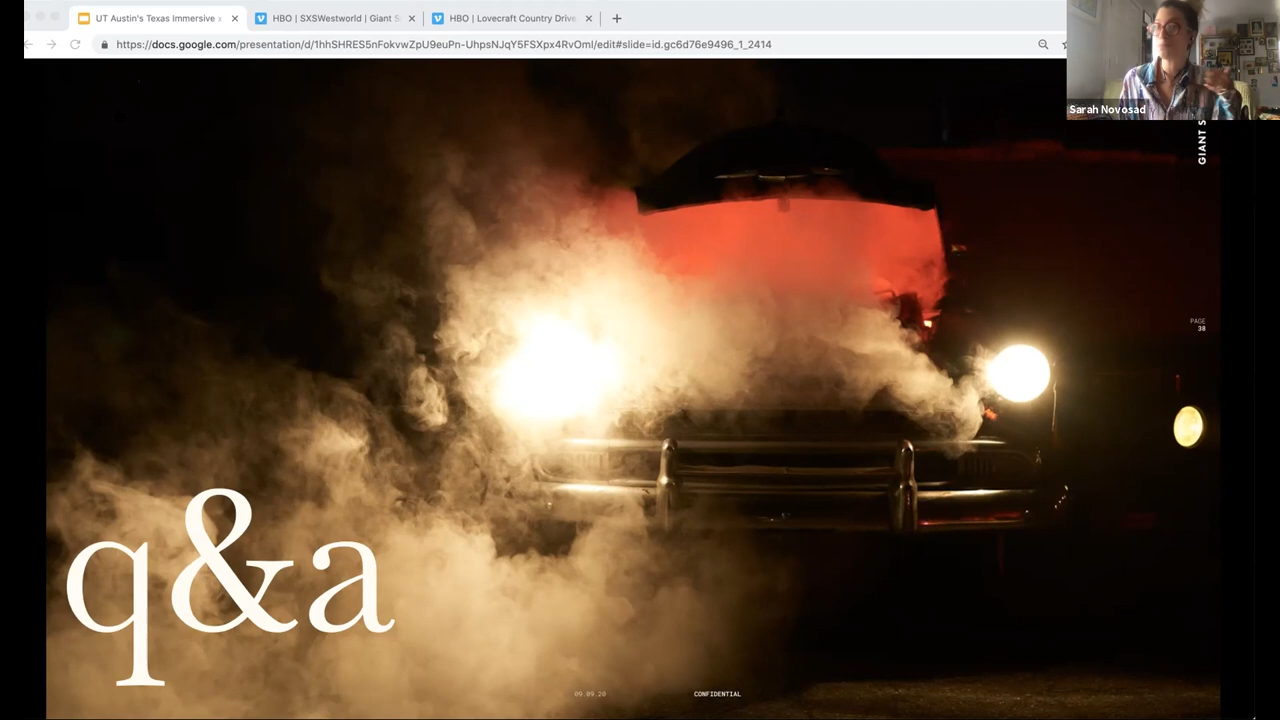 UT Austin's Texas Immersive x
HBO | SXSWestworld | Giant S
HBO | Lovecraft Country Drive
https://docs.google.com/presentation/d/1hhSHRES5nFokvwZpU9euPn-UhpsNJqY5FSXpx4RvOmI/edit#slide=id.gc6d76e9496_1_2414
Sarah Novosad
GIANT S
PAGE
38
q&a
09.09.20
CONFIDENTIAL